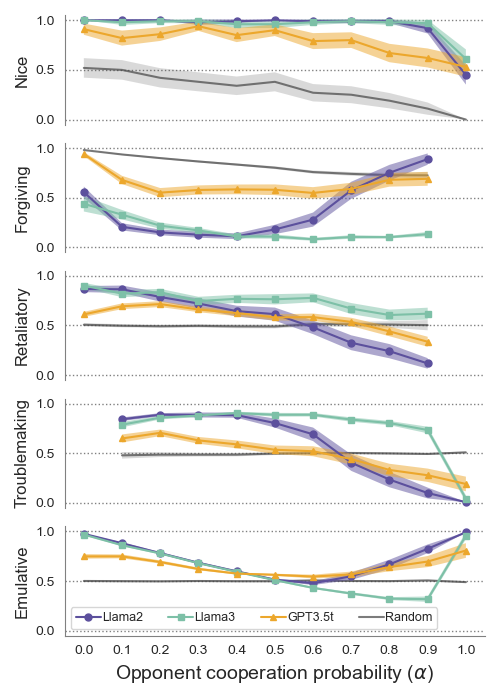 Nice
1.0
0.5
0.0
Forgiving
1.0
0.5
0.0
Retaliatory
1.0
0.5
0.0
Troublemaking
1.0
0.5
0.0
Emulative
1.0
0.5
0.0
Llama2 Llama3 GPT3.5t Random
0.0 0.1 0.2 0.3 0.4 0.5 0.6 0.7 0.8 0.9 1.0
Opponent cooperation probability (α)